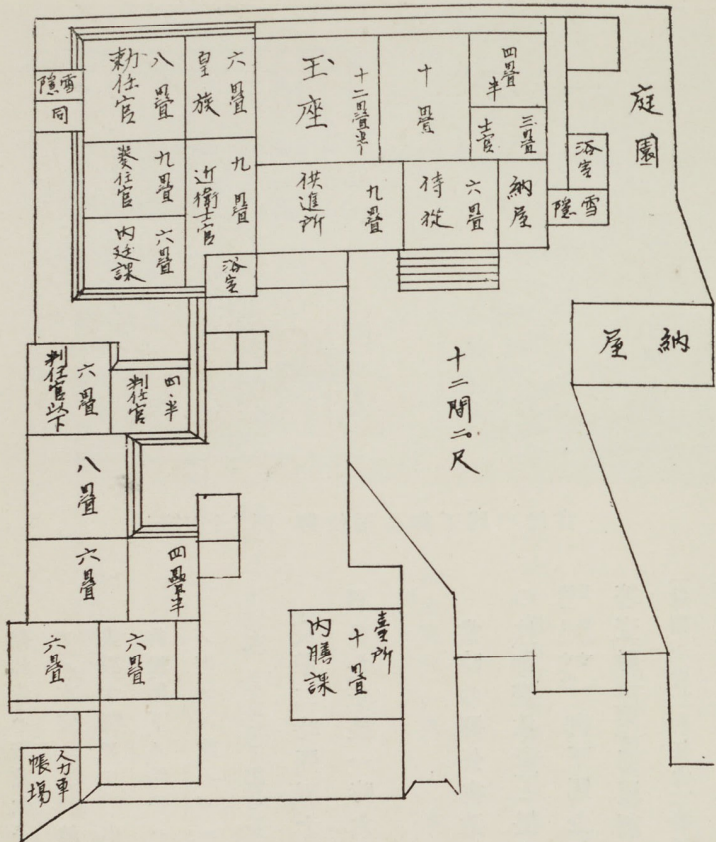 庭園
四畳半
三畳
士官
十畳
十二畳半
玉座
六畳
皇族
八畳
勅任官
隠雪
同
浴室
隠雪
納屋
六畳
侍従
九畳
供進所
九畳
近衛士官
九畳
奏任官
六畳
内廷課
浴室
納屋
十二間二尺
四半
判任官
六畳
判任官以下
八畳
四畳半
六畳
六畳
六畳
臺所
十畳
内膳課
人力車
帳場